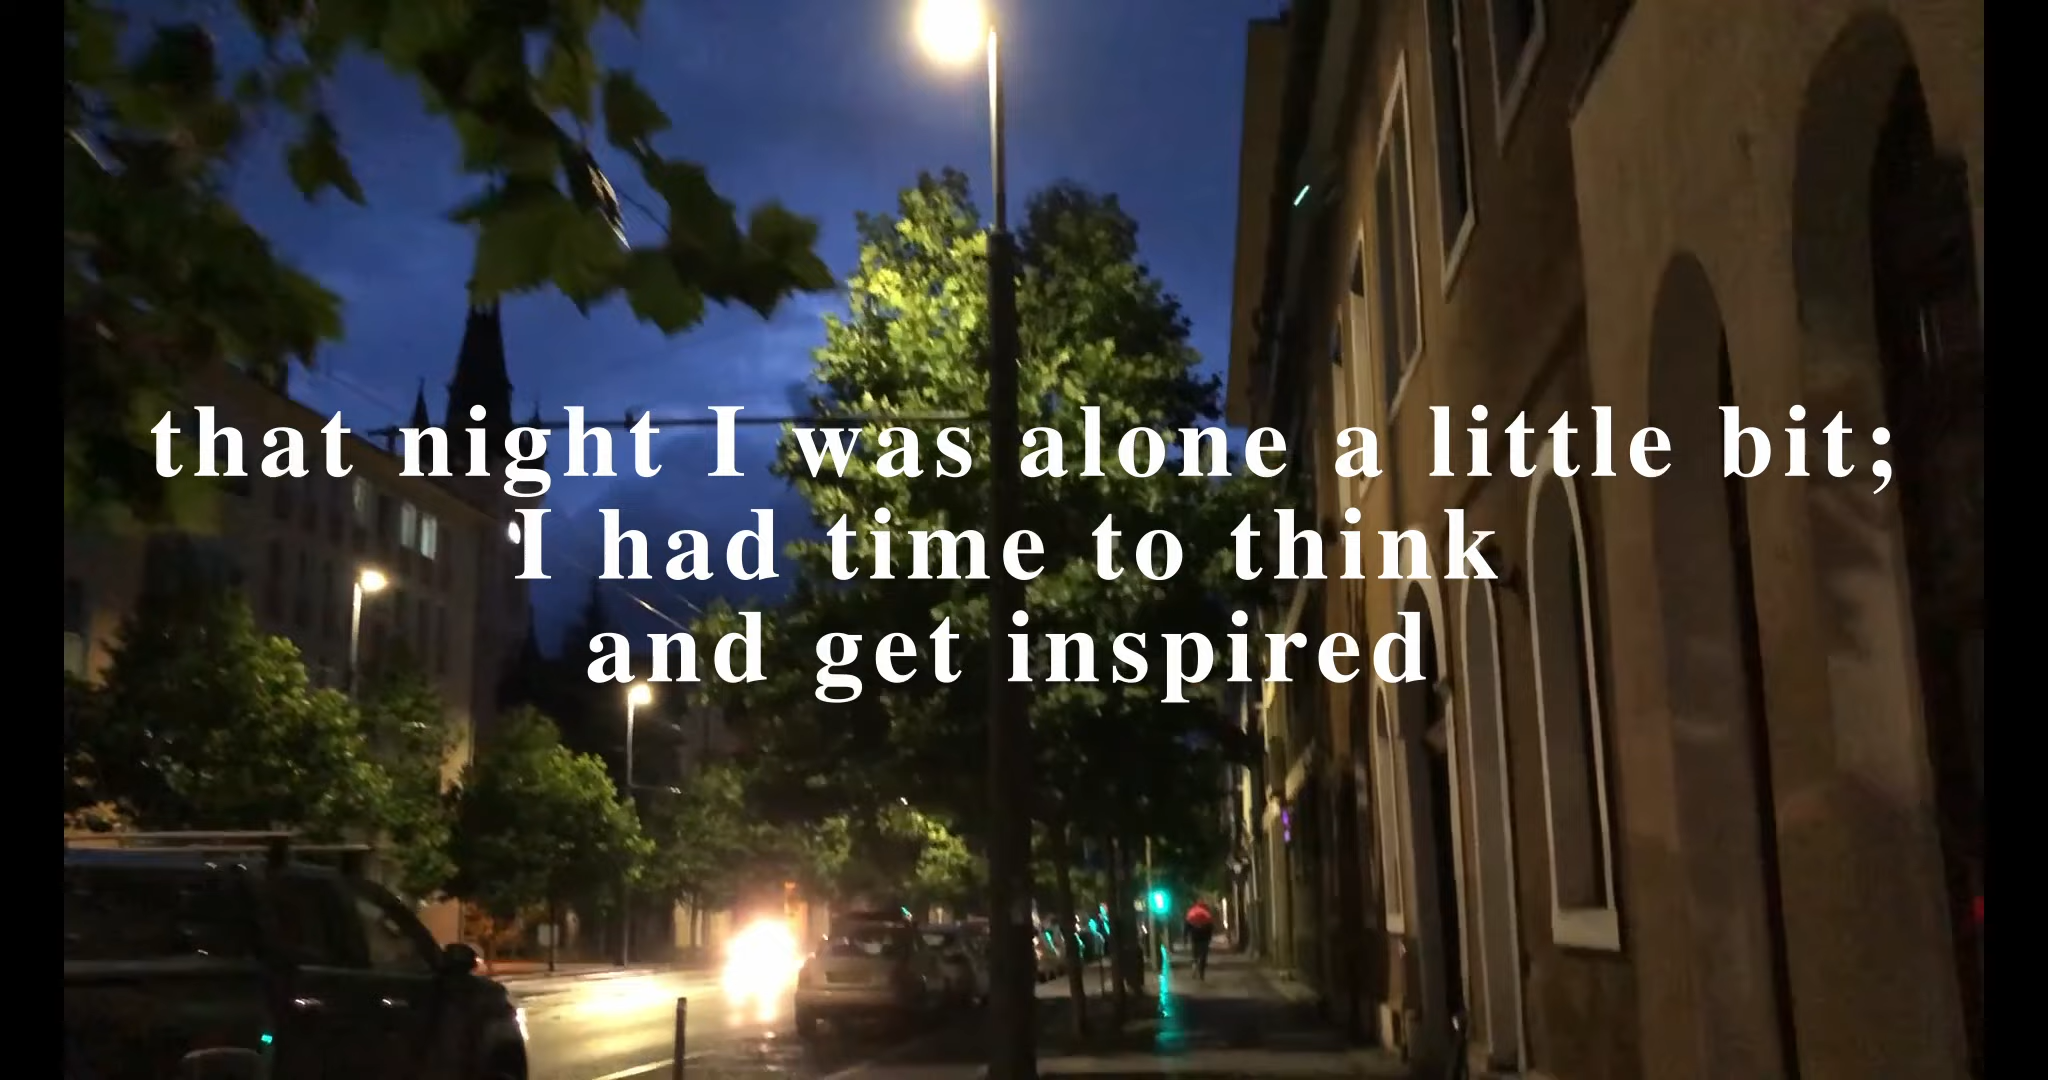 that night I was alone a little bit;
I had time to think
and get inspired